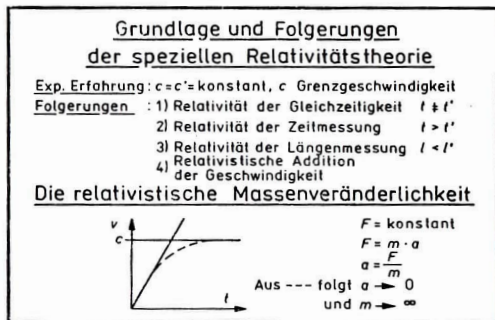 Grundlage und Folgerungen
der speziellen Relativitätstheorie
Exp. Erfahrung: c = c' = konstant, c Grenzgeschwindigkeit
Folgerungen : 1) Relativität der Gleichzeitigkeit t ≠ t'
2) Relativität der Zeitmessung t > t'
3) Relativität der Längenmessung l < l'
4) Relativistische Addition
der Geschwindigkeit
Die relativistische Massenveränderlichkeit
v
c
t
F = konstant
F = m · a
a = F/m
Aus --- folgt a → 0
und m → ∞